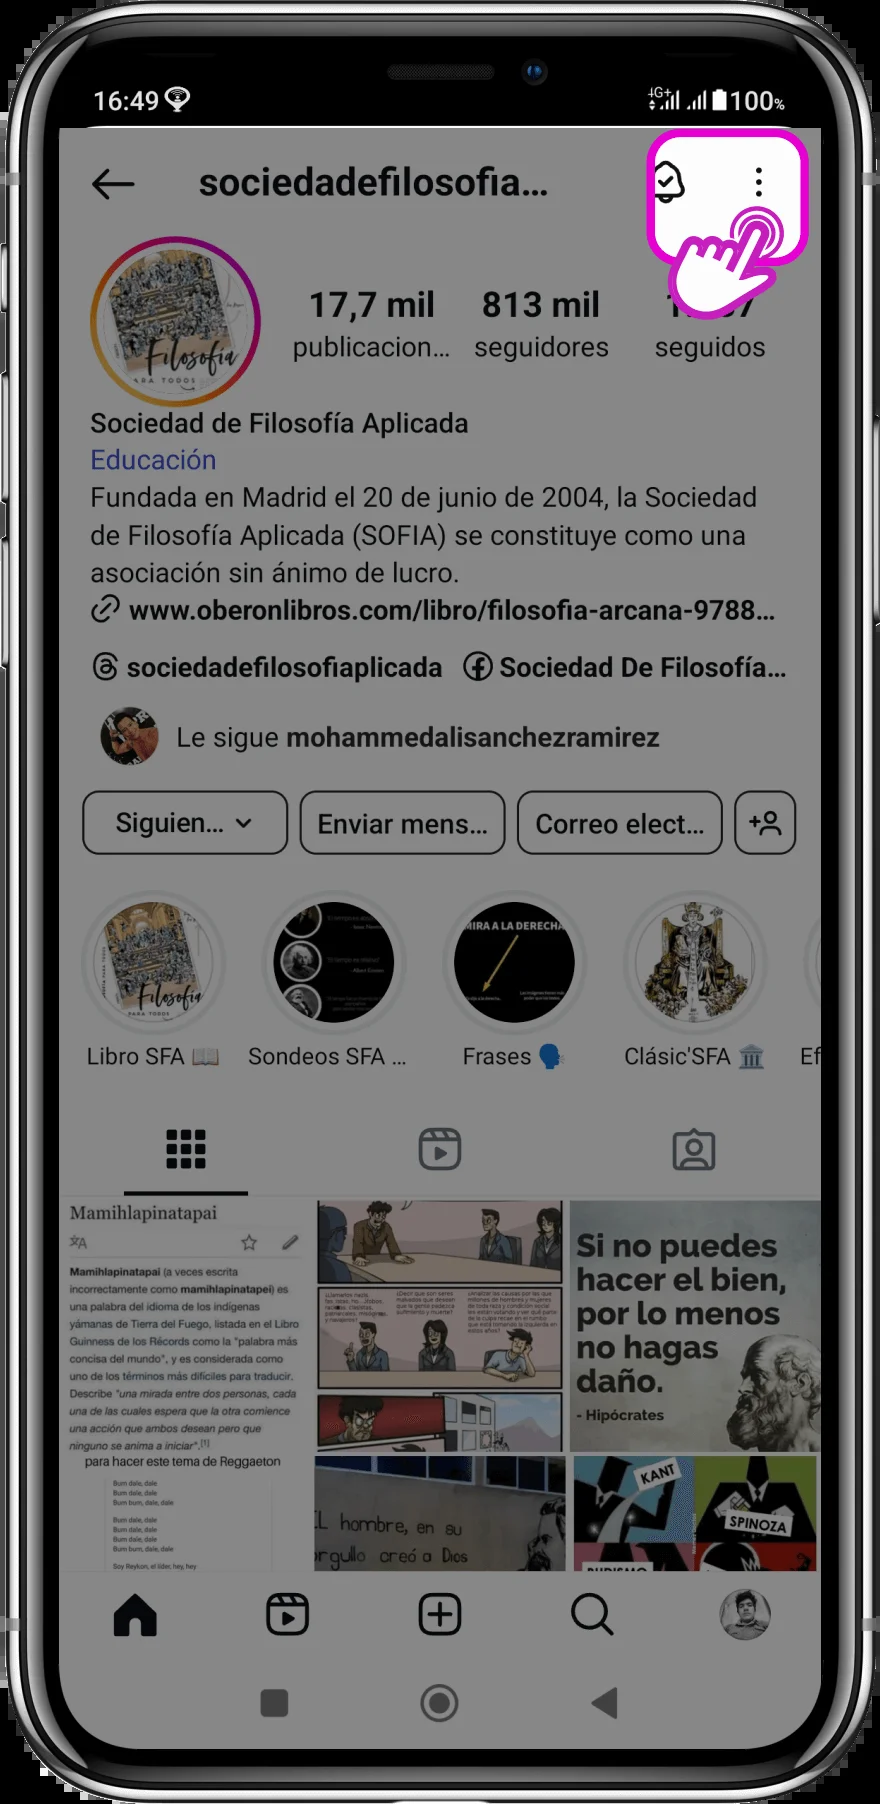 16:49 4G+ 100%
sociedadefilosofia...
17,7 mil 813 mil
publicacion... seguidores seguidos
Filosofía
PARA TODOS
Sociedad de Filosofía Aplicada
Educación
Fundada en Madrid el 20 de junio de 2004, la Sociedad
de Filosofía Aplicada (SOFIA) se constituye como una
asociación sin ánimo de lucro.
www.oberonlibros.com/libro/filosofia-arcana-9788...
sociedadefilosofiaplicada Sociedad De Filosofía...
Le sigue mohammedalisanchezramirez
Siguien... Enviar mens... Correo elect...
Filosofía
PARA TODOS
MIRA A LA DERECHA
Libro SFA Sondeos SFA ... Frases Clásic'SFA Ef
Mamihlapinatapai
Mamihlapinatapai (a veces escrita
incorrectamente como mamihlapinatapei) es
una palabra del idioma de los indígenas
yámanas de Tierra del Fuego, listada en el Libro
Guinness de los Récords como la "palabra más
concisa del mundo", y es considerada como
uno de los términos más difíciles para traducir.
Describe "una mirada entre dos personas, cada
una de las cuales espera que la otra comience
una acción que ambos desean pero que
ninguno se anima a iniciar".[1]
para hacer este tema de Reggaeton
Bum dale, dale
Bum dale, dale
Bum bum, dale, dale
Bum dale, dale
Bum dale, dale
Bum dale, dale
Bum bum, dale, dale
Soy Reykon, el líder, hey, hey
Si no puedes
hacer el bien,
por lo menos
no hagas
daño.
- Hipócrates
EL hombre, en su
orgullo creó a Dios
KANT
SPINOZA